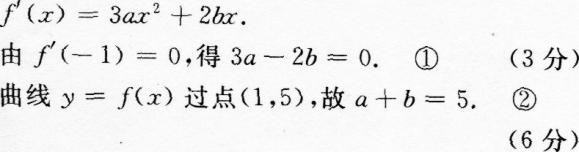 f′(x) = 3ax² + 2bx.
由 f′(−1) = 0,得 3a − 2b = 0. ① (3 分)
曲线 y = f(x) 过点(1,5),故 a + b = 5. ②
(6 分)